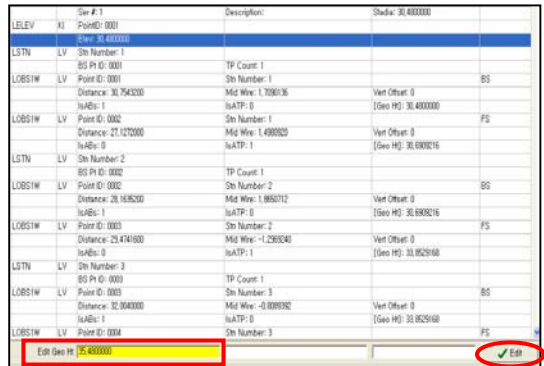 Ser #: 1 Description: Stadia: 30,4800000
LELEV KI PointID: 0001
Elev: 30,4800000
LSTN LV Stn Number: 1
BS Pt ID: 0001 TP Count: 1
LOBS1W LV Point ID: 0001 Stn Number: 1 BS
Distance: 30,7543200 Mid Wire: 1,7090136 Vert Offset: 0
IsABs: 1 IsATP: 0 [Geo Ht]: 30,4800000
LOBS1W LV Point ID: 0002 Stn Number: 1 FS
Distance: 27,1272000 Mid Wire: 1,4980920 Vert Offset: 0
IsABs: 0 IsATP: 1 [Geo Ht]: 30,6909216
LSTN LV Stn Number: 2
BS Pt ID: 0002 TP Count: 1
LOBS1W LV Point ID: 0002 Stn Number: 2 BS
Distance: 28,1635200 Mid Wire: 1,8650712 Vert Offset: 0
IsABs: 1 IsATP: 0 [Geo Ht]: 30,6909216
LOBS1W LV Point ID: 0003 Stn Number: 2 FS
Distance: 29,4741600 Mid Wire: -1,2969240 Vert Offset: 0
IsABs: 0 IsATP: 1 [Geo Ht]: 33,8529168
LSTN LV Stn Number: 3
BS Pt ID: 0003 TP Count: 1
LOBS1W LV Point ID: 0003 Stn Number: 3 BS
Distance: 32,0040000 Mid Wire: -0,8089392 Vert Offset: 0
IsABs: 1 IsATP: 0 [Geo Ht]: 33,8529168
LOBS1W LV Point ID: 0004 Stn Number: 3 FS
Edit Geo Ht 35,4800000 Edit